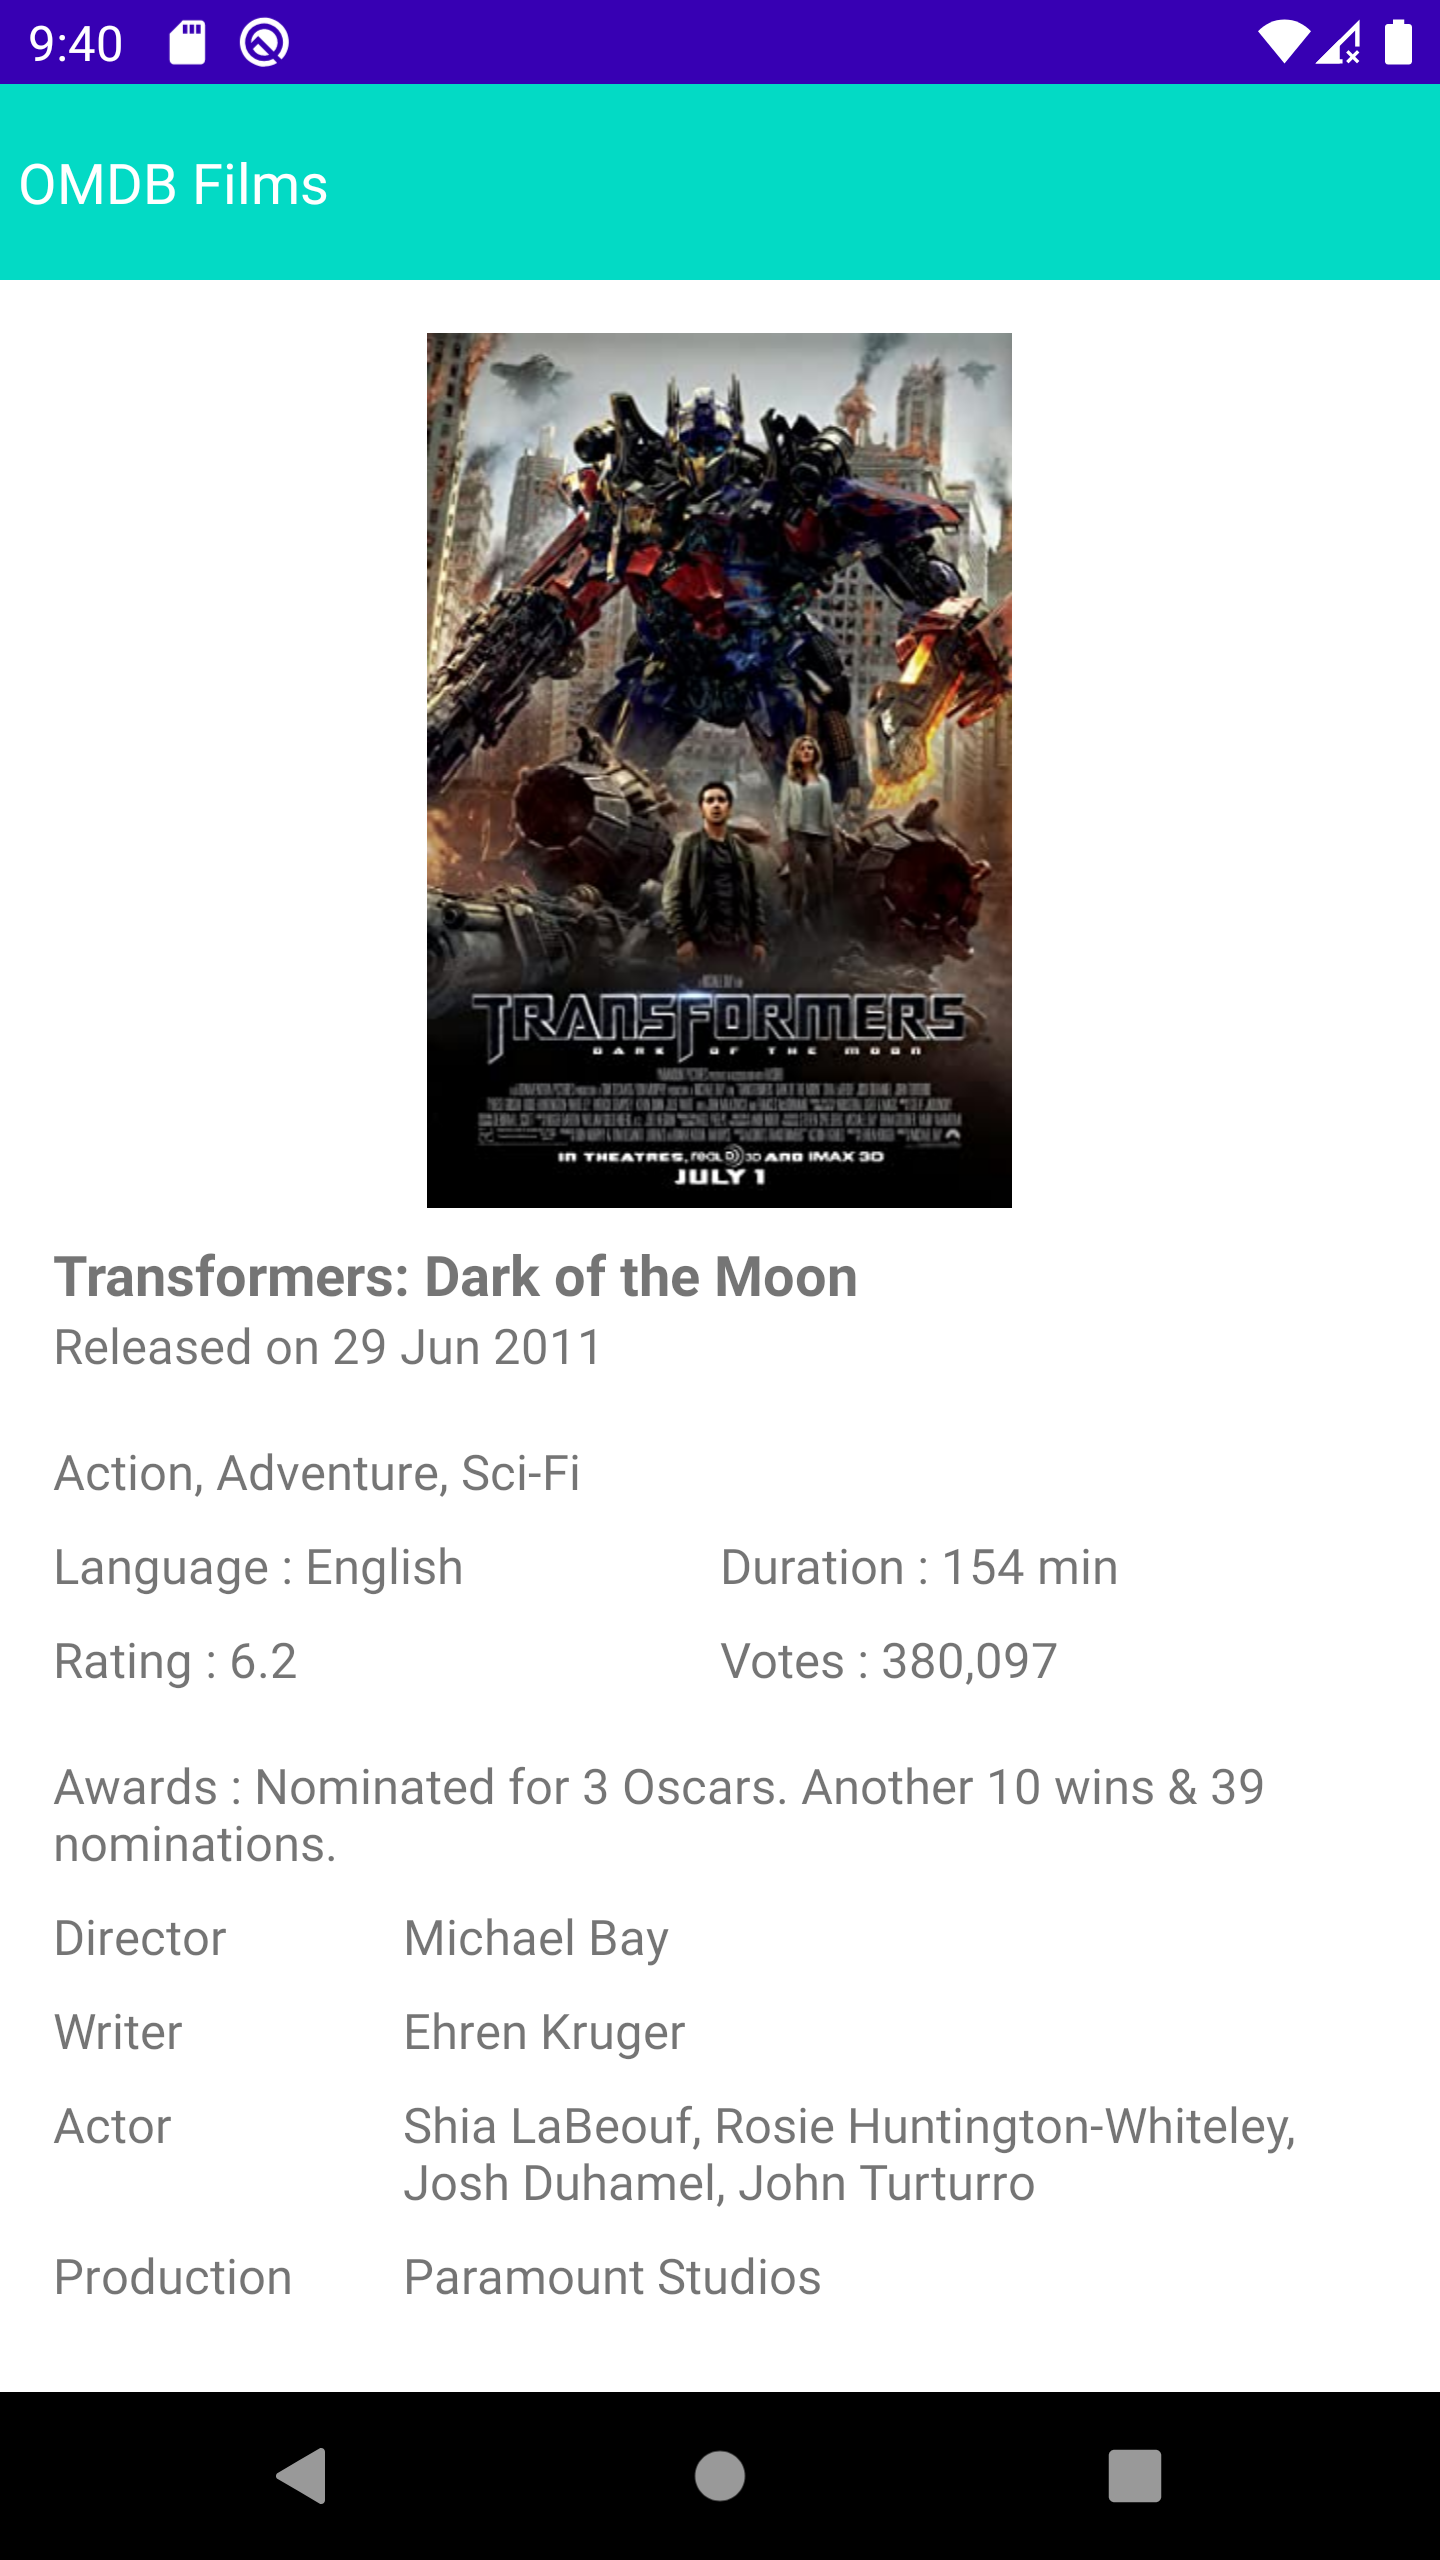 9:40
OMDB Films
TRANSFORMERS
DARK OF THE MOON
IN THEATRES, REAL D 3D AND IMAX 3D
JULY 1
Transformers: Dark of the Moon
Released on 29 Jun 2011
Action, Adventure, Sci-Fi
Language : English
Duration : 154 min
Rating : 6.2
Votes : 380,097
Awards : Nominated for 3 Oscars. Another 10 wins & 39
nominations.
Director
Michael Bay
Writer
Ehren Kruger
Actor
Shia LaBeouf, Rosie Huntington-Whiteley,
Josh Duhamel, John Turturro
Production
Paramount Studios